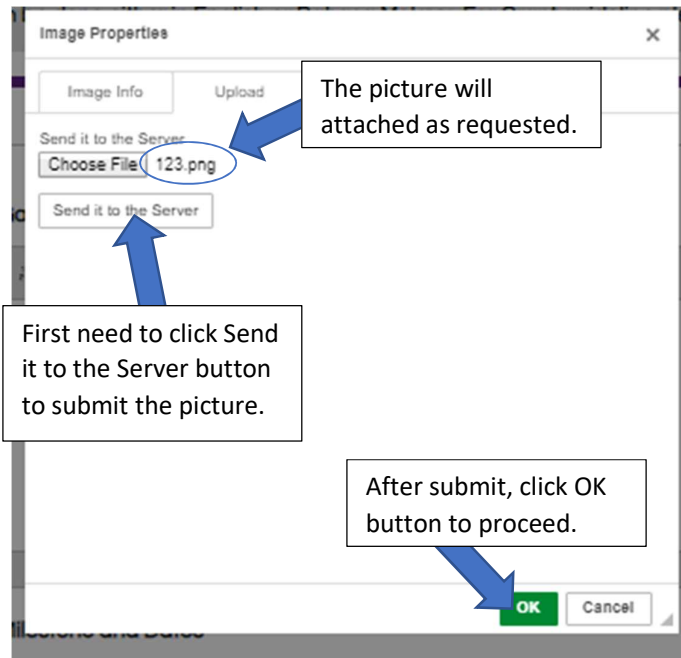 Image Properties
Image Info Upload
The picture will
attached as requested.
Send it to the Server
Choose File 123.png
Send it to the Server
First need to click Send
it to the Server button
to submit the picture.
After submit, click OK
button to proceed.
OK Cancel
and Dates